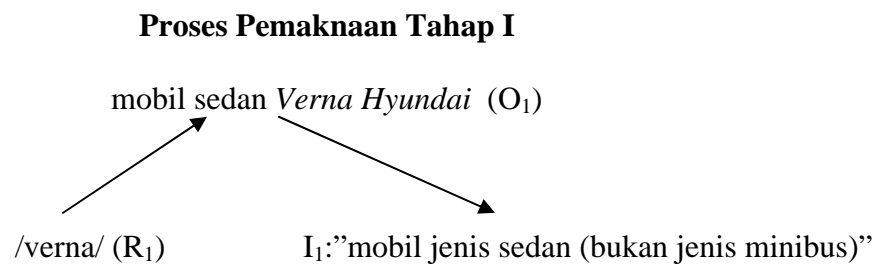 Proses Pemaknaan Tahap I
mobil sedan Verna Hyundai (O₁)
/verna/ (R₁) I₁:”mobil jenis sedan (bukan jenis minibus)”